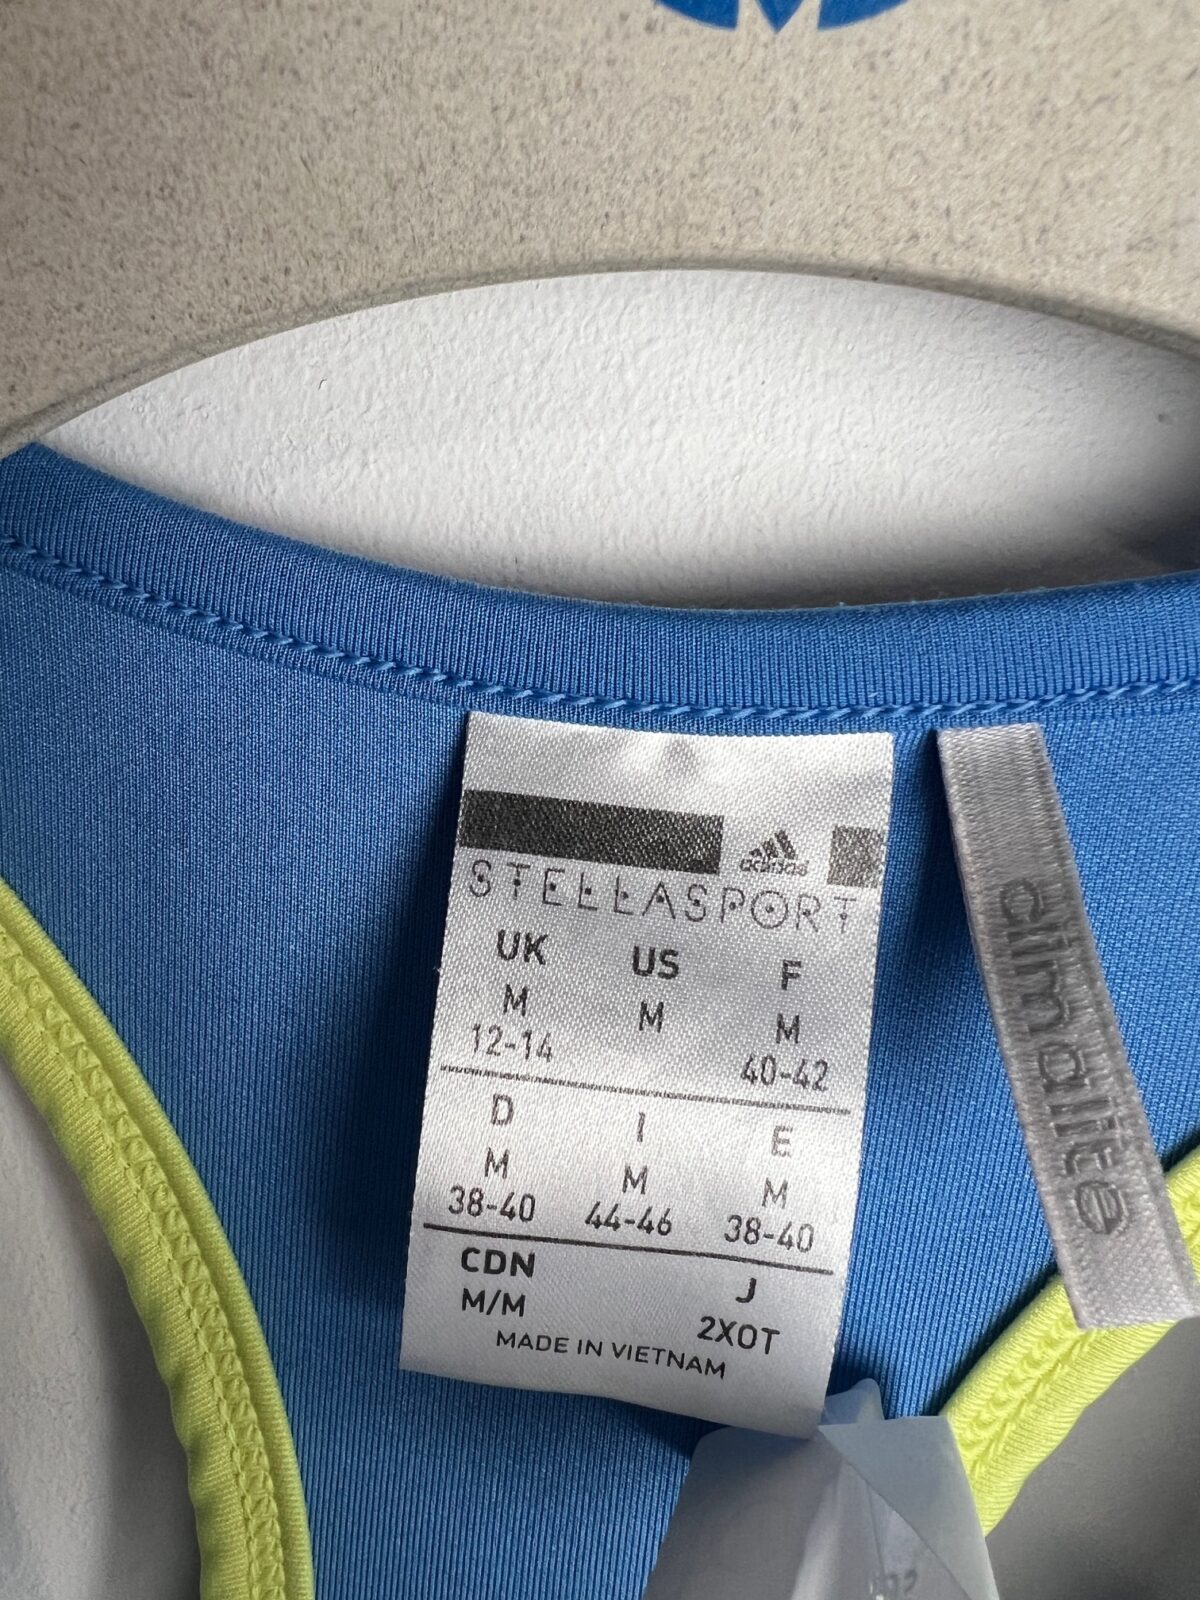 adidas
STELLASPORT
UK US F
M M M
12-14 40-42
D I E
M M M
38-40 44-46 38-40
CDN J
M/M 2XOT
MADE IN VIETNAM
climalite